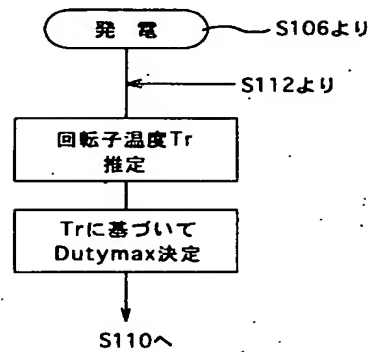 発 電
S106より
S112より
回転子温度Tr
推定
Trに基づいて
Dutymax決定
S110へ